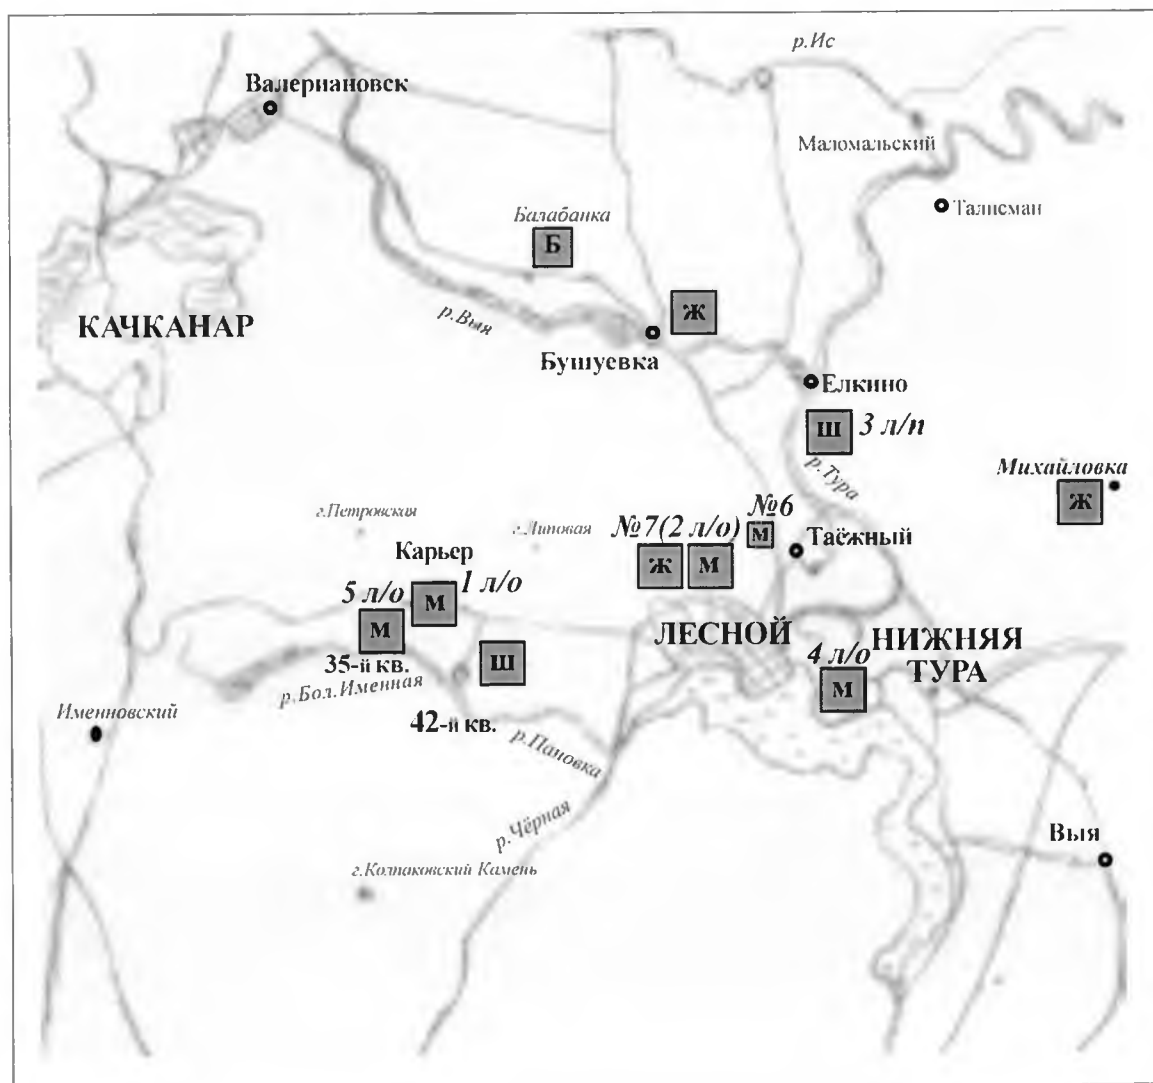 р.Ис
Валериановск
Маломальский
Талисман
Балабанка
Б
Ж
КАЧКАНАР
р.Выя
Бушуевка
Елкино
Ш
3 л/п
р.Тура
Михайловка
Ж
№6
М
г.Петровская
г.Липовая
№7(2 л/о)
Ж
М
Таёжный
Карьер
5 л/о
М
1 л/о
М
ЛЕСНОЙ
НИЖНЯЯ
ТУРА
Ш
4 л/о
М
35-й кв.
р.Бол.Именная
Именновский
42-й кв.
р.Пановка
р.Чёрная
Выя
г.Колпаковский Камень